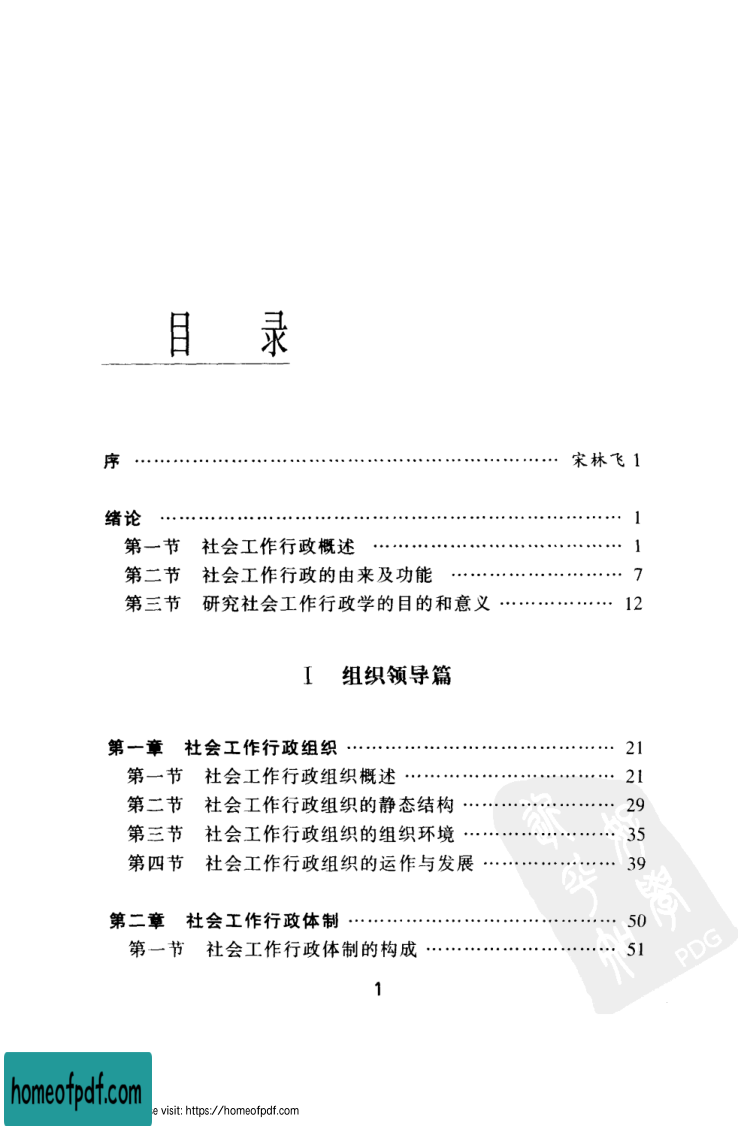 目 录
序 …………………………………………………………… 宋林飞 1
绪论 ………………………………………………………………… 1
第一节 社会工作行政概述 ………………………………… 1
第二节 社会工作行政的由来及功能 ……………………… 7
第三节 研究社会工作行政学的目的和意义 ……………… 12
I 组织领导篇
第一章 社会工作行政组织 …………………………………… 21
第一节 社会工作行政组织概述 …………………………… 21
第二节 社会工作行政组织的静态结构 …………………… 29
第三节 社会工作行政组织的组织环境 …………………… 35
第四节 社会工作行政组织的运作与发展 ………………… 39
第二章 社会工作行政体制 …………………………………… 50
第一节 社会工作行政体制的构成 ………………………… 51
PDG
1
homeofpdf.com
e visit: https://homeofpdf.com